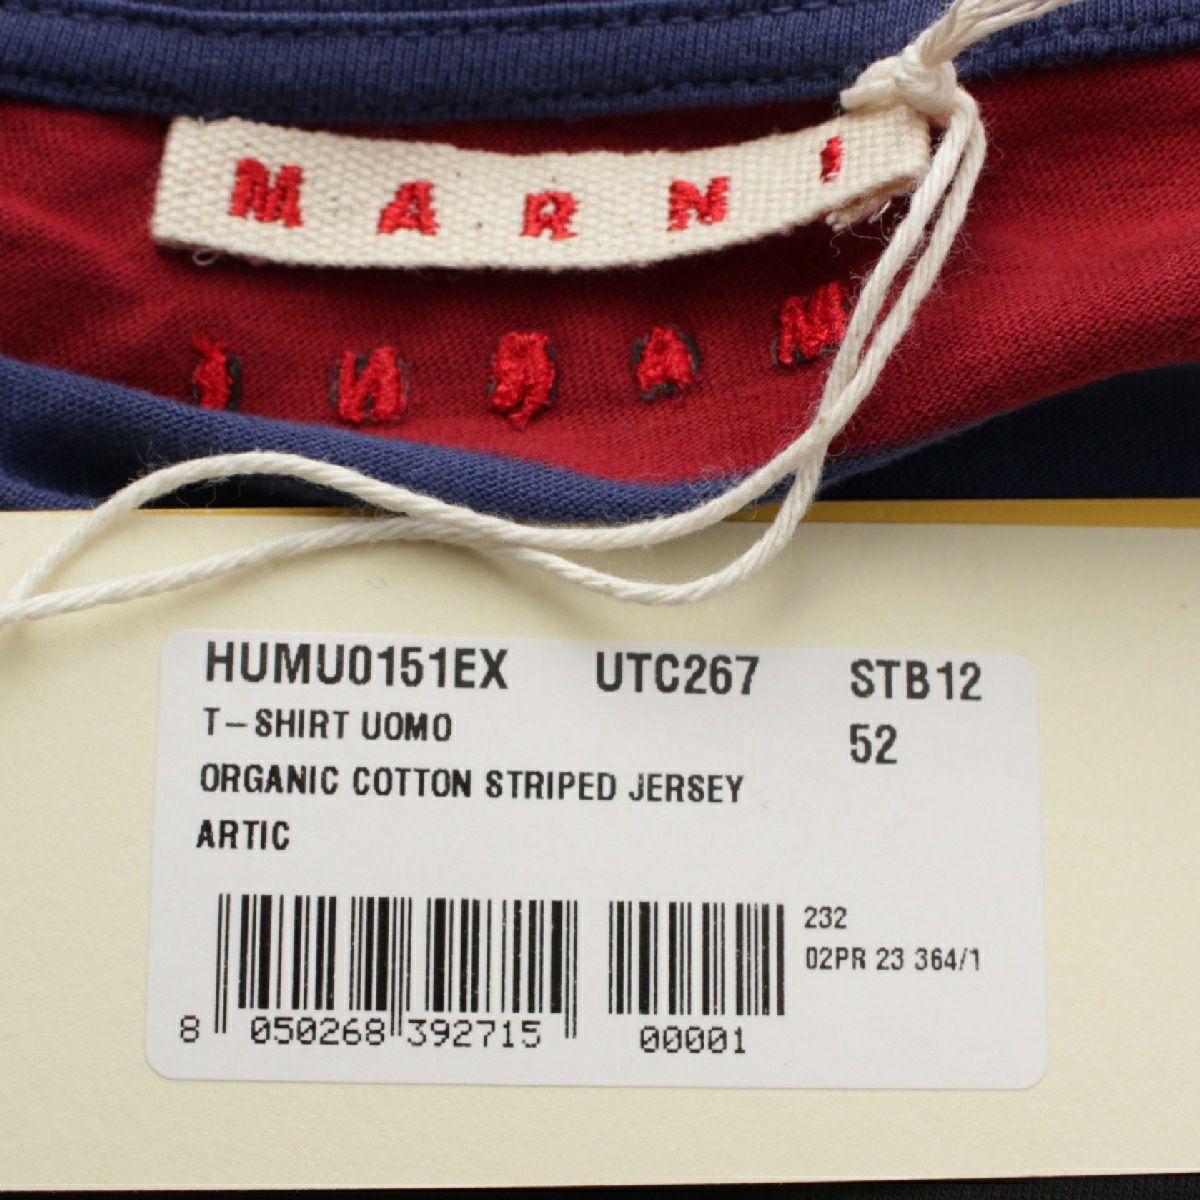 MARNI
INRAM
HUMU0151EX UTC267 STB12
T-SHIRT UOMO 52
ORGANIC COTTON STRIPED JERSEY
ARTIC
232
02PR 23 364/1
8 050268 392715 00001